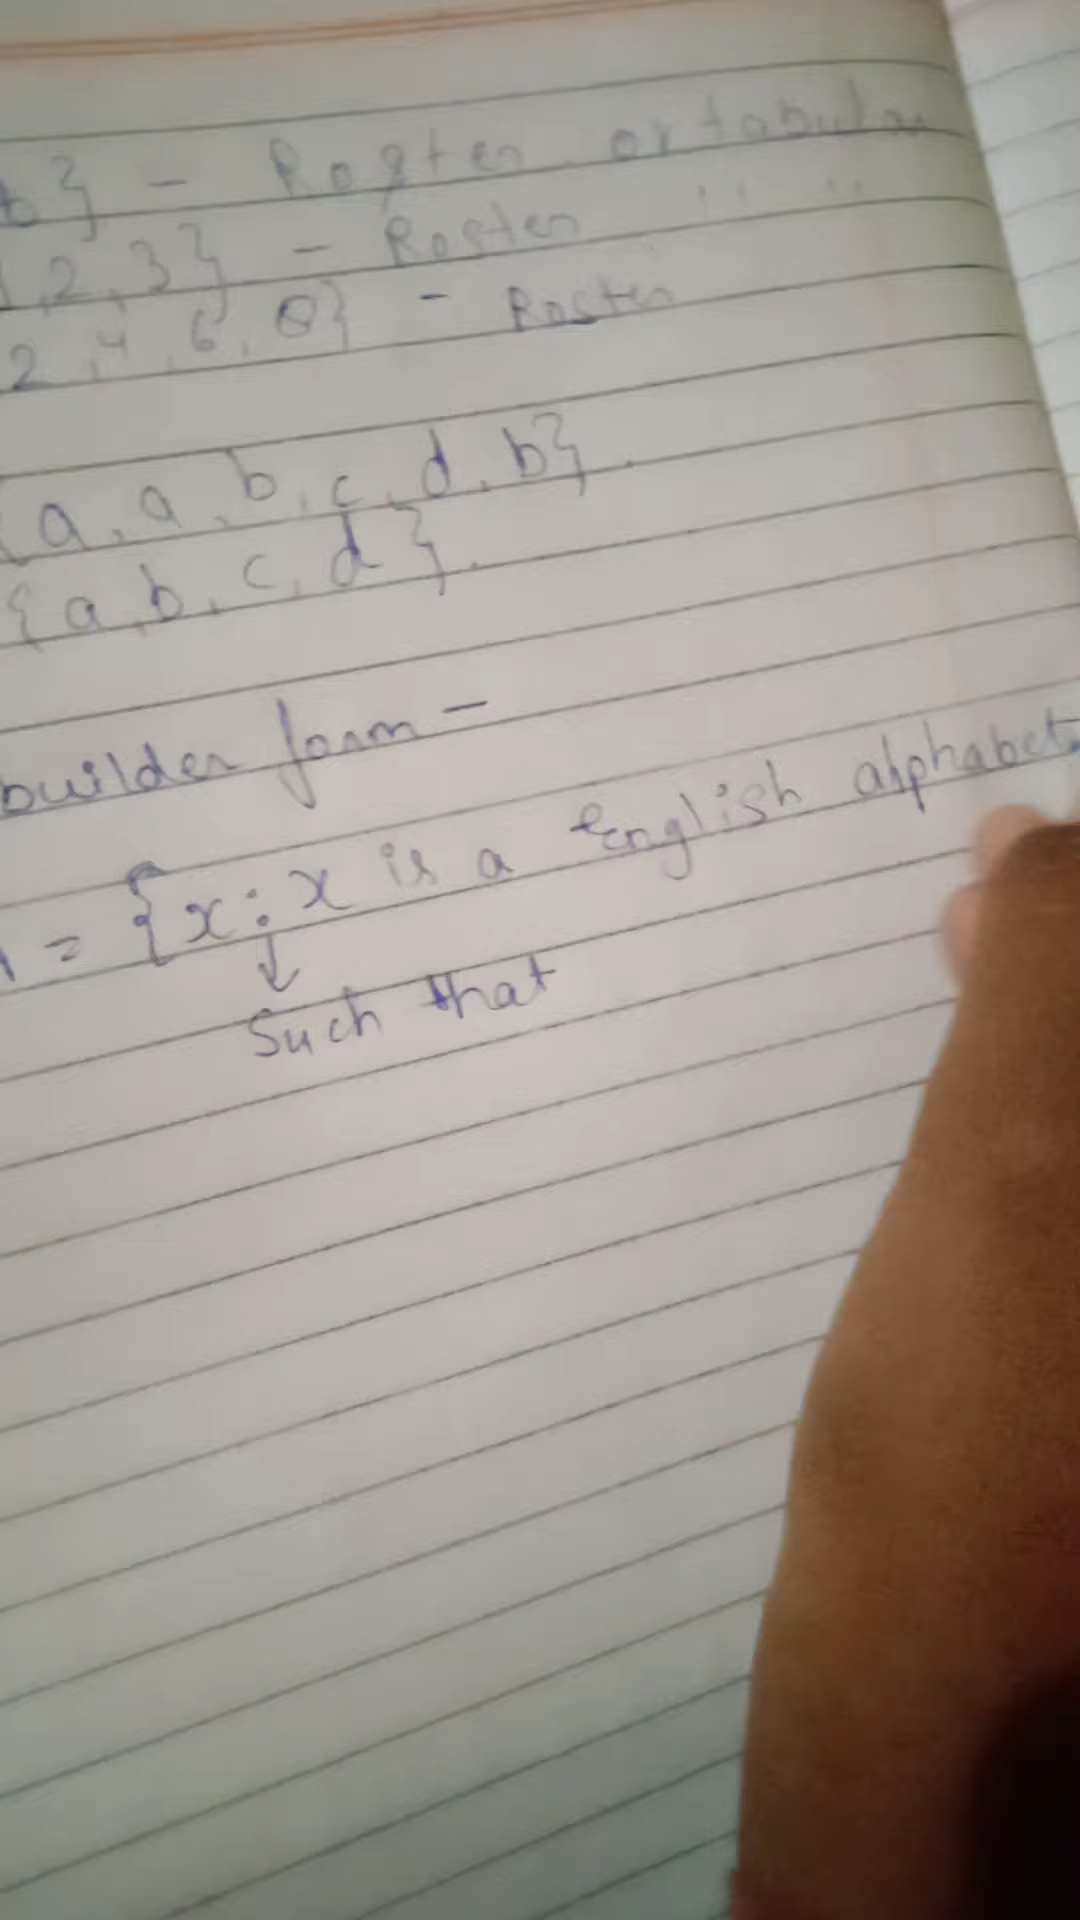 b} - Roster or tabular
1, 2, 3} - Roster " "
2, 4, 6, 8} - Roster
{a, a, b, c, d, b}.
{a, b, c, d}.
builder form -
= {x : x is a English alphabet
↓
Such that